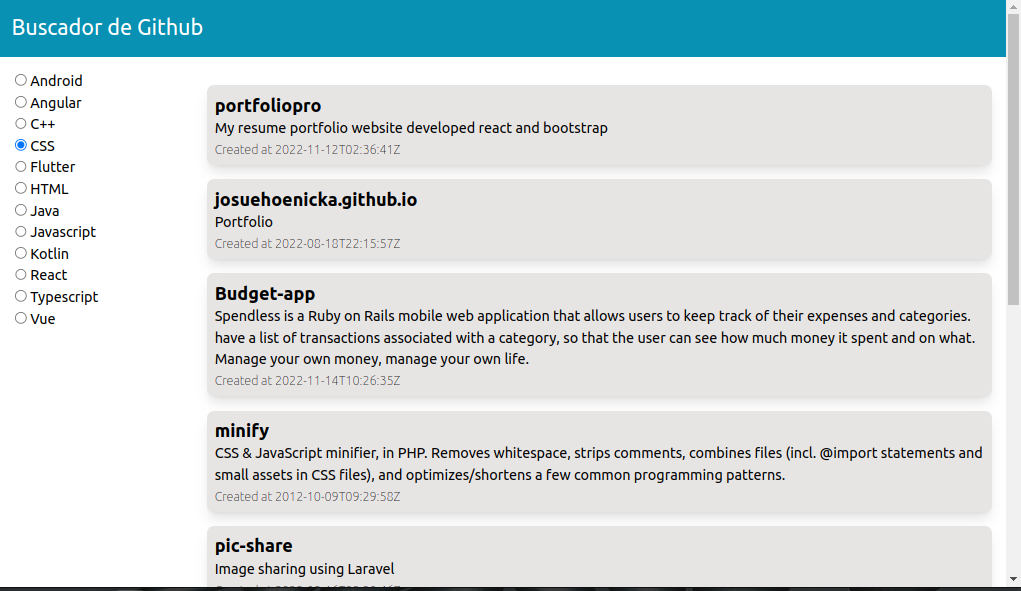 Buscador de Github
Android
Angular
C++
CSS
Flutter
HTML
Java
Javascript
Kotlin
React
Typescript
Vue
portfoliopro
My resume portfolio website developed react and bootstrap
Created at 2022-11-12T02:36:41Z
josuehoenicka.github.io
Portfolio
Created at 2022-08-18T22:15:57Z
Budget-app
Spendless is a Ruby on Rails mobile web application that allows users to keep track of their expenses and categories.
have a list of transactions associated with a category, so that the user can see how much money it spent and on what.
Manage your own money, manage your own life.
Created at 2022-11-14T10:26:35Z
minify
CSS & JavaScript minifier, in PHP. Removes whitespace, strips comments, combines files (incl. @import statements and
small assets in CSS files), and optimizes/shortens a few common programming patterns.
Created at 2012-10-09T09:29:58Z
pic-share
Image sharing using Laravel